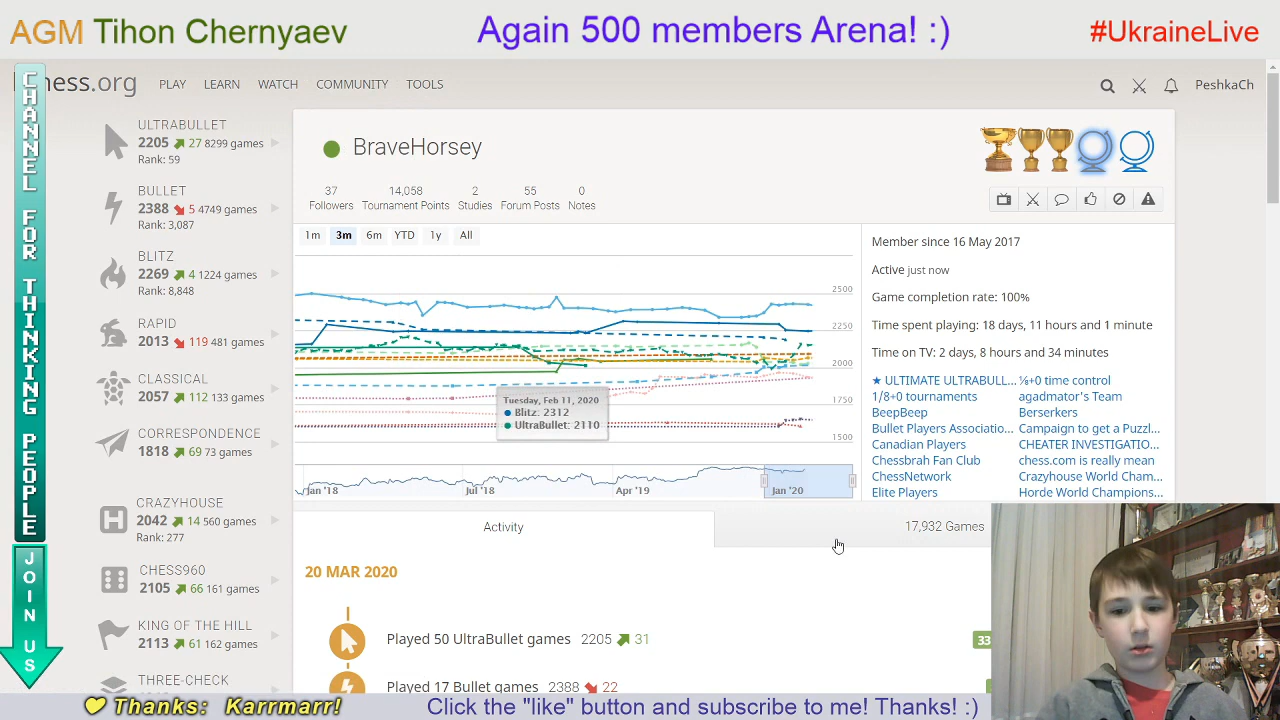 AGM Tihon Chernyaev
Again 500 members Arena! :)
#UkraineLive
CHANNEL FOR THINKING PEOPLE
JOIN US
hess.org
PLAY
LEARN
WATCH
COMMUNITY
TOOLS
PeshkaCh
ULTRABULLET
2205 27 8299 games
Rank: 59
BULLET
2388 5 4749 games
Rank: 3,087
BLITZ
2269 4 1224 games
Rank: 8,848
RAPID
2013 119 481 games
CLASSICAL
2057 112 133 games
CORRESPONDENCE
1818 69 73 games
CRAZYHOUSE
2042 14 560 games
Rank: 277
CHESS960
2105 66 161 games
KING OF THE HILL
2113 61 162 games
THREE-CHECK
BraveHorsey
37 Followers
14,058 Tournament Points
2 Studies
55 Forum Posts
0 Notes
1m 3m 6m YTD 1y All
2500
2250
2000
1750
1500
Tuesday, Feb 11, 2020
Blitz: 2312
UltraBullet: 2110
Jan '18
Jul '18
Apr '19
Jan '20
Member since 16 May 2017
Active just now
Game completion rate: 100%
Time spent playing: 18 days, 11 hours and 1 minute
Time on TV: 2 days, 8 hours and 34 minutes
★ ULTIMATE ULTRABULL... ⅛+0 time control
1/8+0 tournaments agadmator's Team
BeepBeep Berserkers
Bullet Players Associatio... Campaign to get a Puzzl...
Canadian Players CHEATER INVESTIGATIO...
Chessbrah Fan Club chess.com is really mean
ChessNetwork Crazyhouse World Cham...
Elite Players Horde World Champions...
Activity
17,932 Games
20 MAR 2020
Played 50 UltraBullet games 2205 31
33
Played 17 Bullet games 2388 22
Thanks: Karrmarr!
Click the "like" button and subscribe to me! Thanks! :)